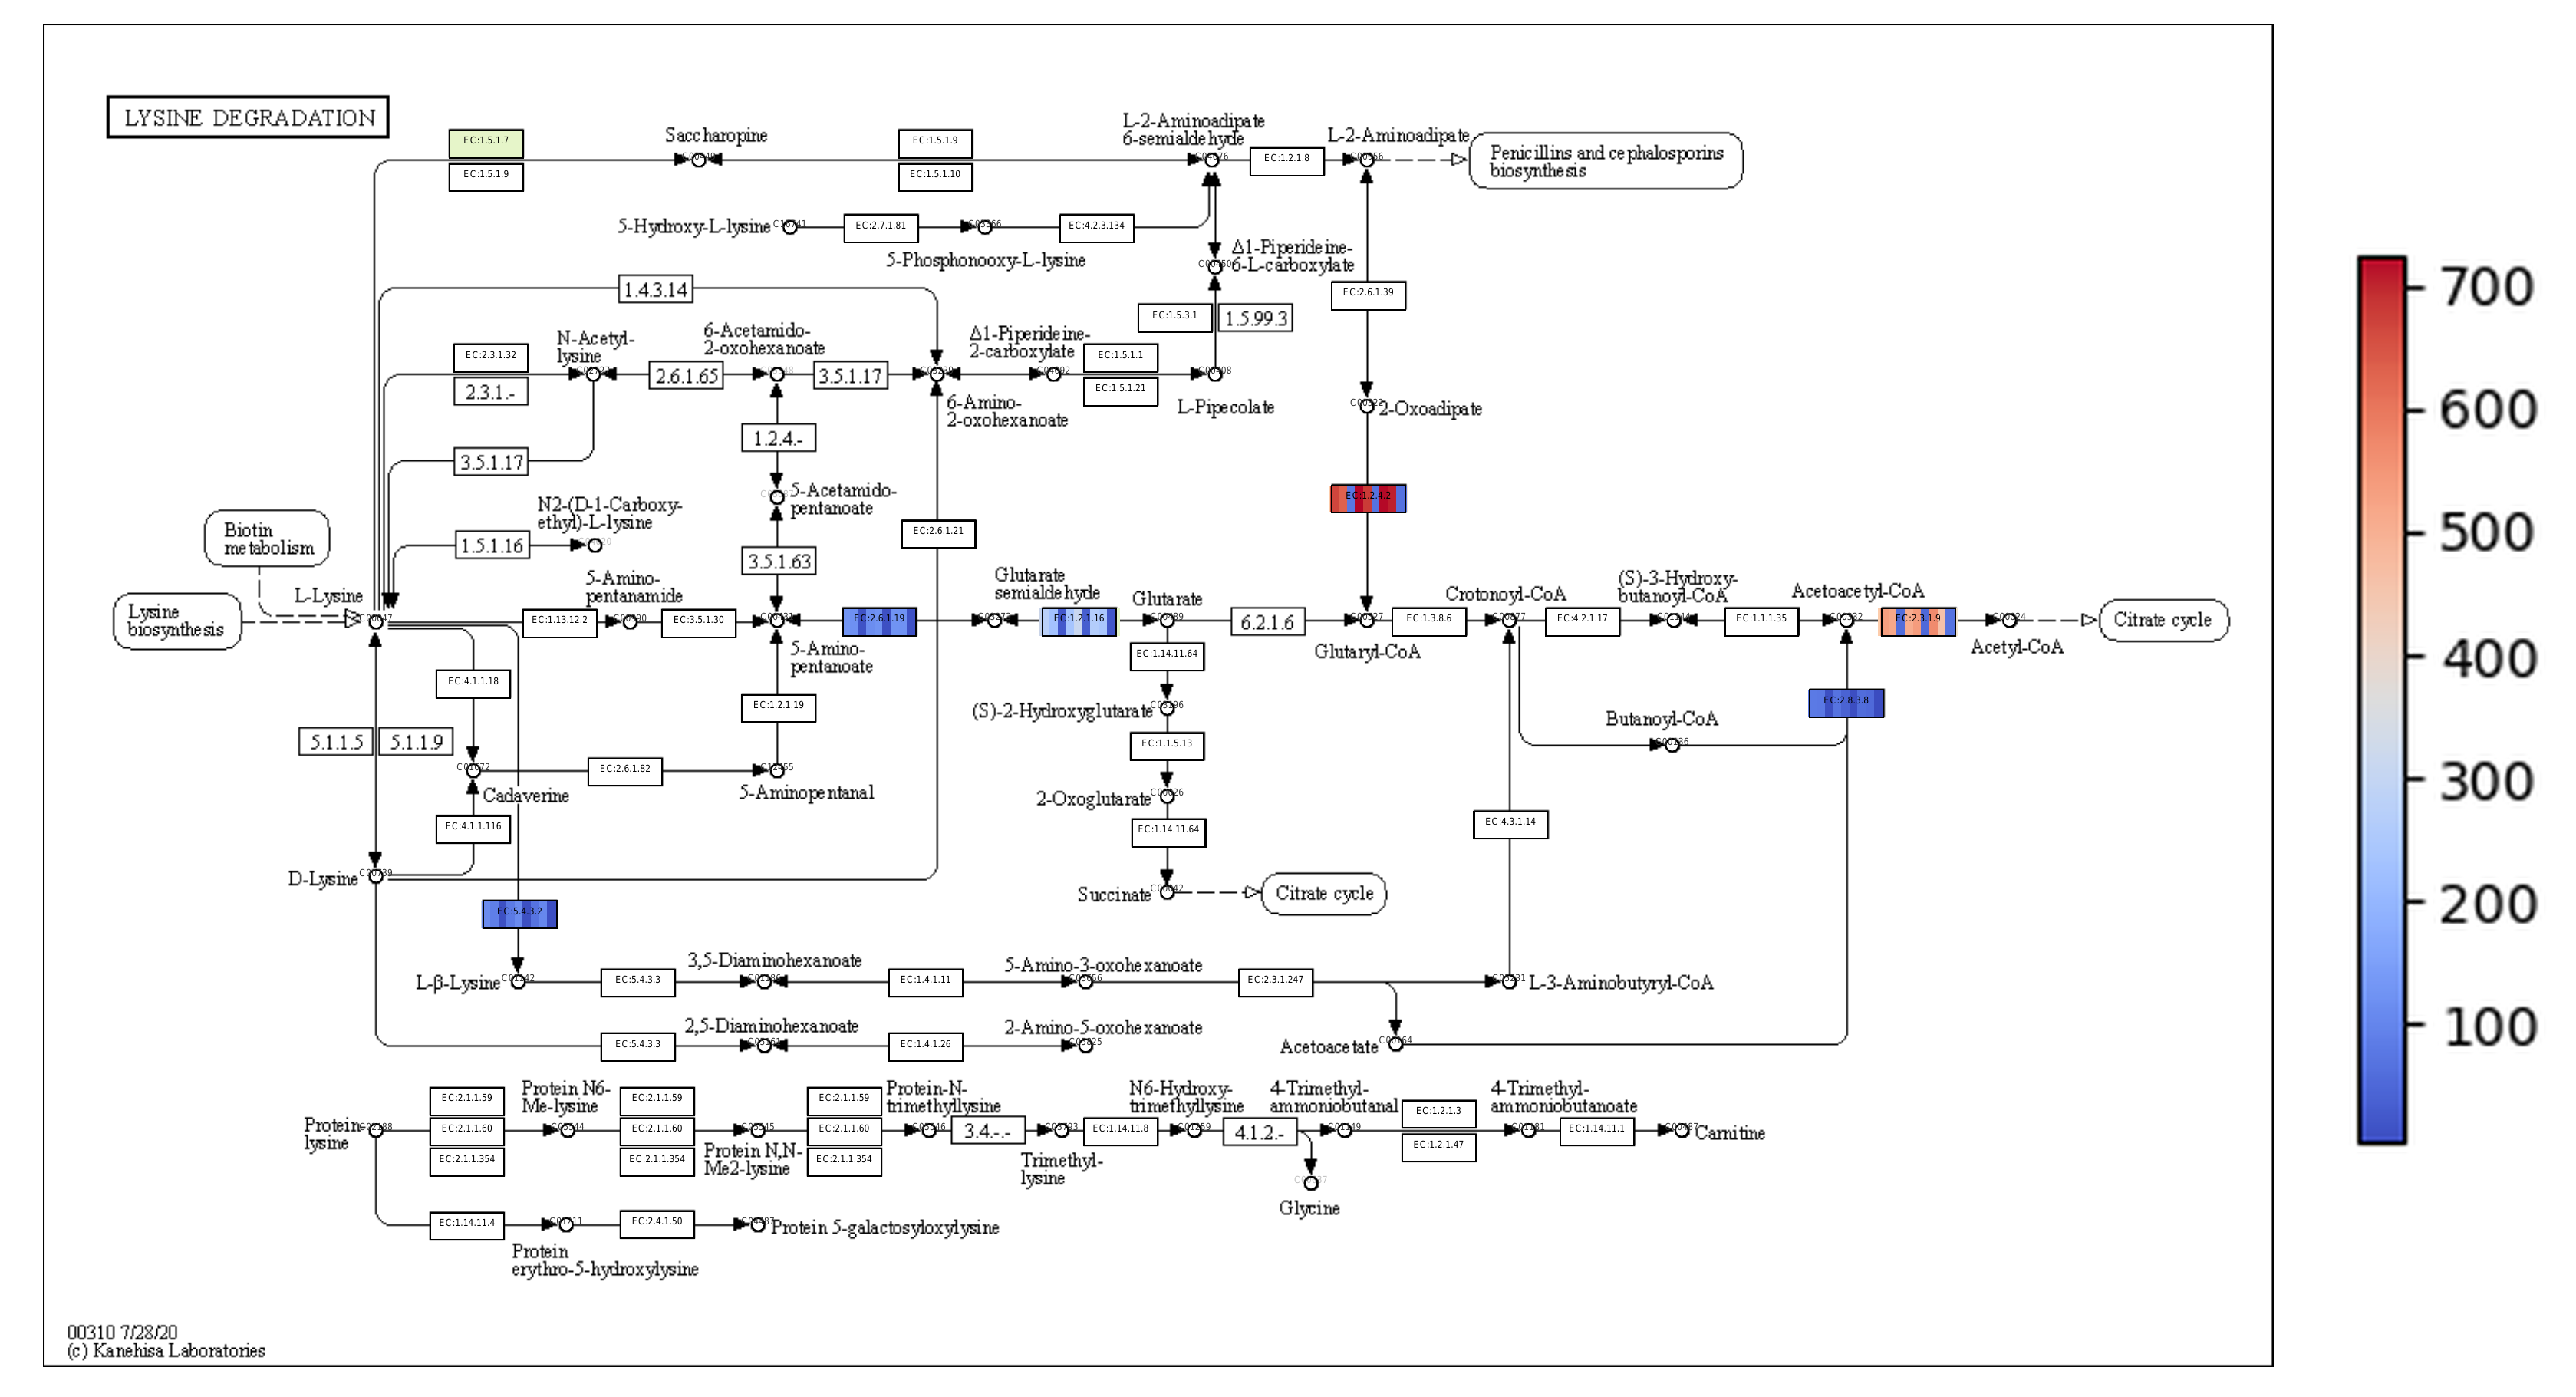 LYSINE DEGRADATION
EC:1.5.1.7
EC:1.5.1.9
Saccharopine
EC:1.5.1.9
EC:1.5.1.10
L-2-Aminoadipate
6-semialdehyde
EC:1.2.1.8
L-2-Aminoadipate
Penicillins and cephalosporins
biosynthesis
5-Hydroxy-L-lysine
EC:2.7.1.81
5-Phosphonooxy-L-lysine
EC:4.2.3.134
Δ1-Piperideine-
6-L-carboxylate
EC:2.6.1.39
1.4.3.14
EC:1.5.3.1
1.5.99.3
EC:2.3.1.32
2.3.1.-
N-Acetyl-
lysine
2.6.1.65
6-Acetamido-
2-oxohexanoate
3.5.1.17
6-Amino-
2-oxohexanoate
Δ1-Piperideine-
2-carboxylate
EC:1.5.1.1
EC:1.5.1.21
C00408
L-Pipecolate
2-Oxoadipate
3.5.1.17
1.2.4.-
N2-(D-1-Carboxy-
ethyl)-L-lysine
1.5.1.16
5-Acetamido-
pentanoate
3.5.1.63
EC:2.6.1.21
EC:1.2.4.2
Biotin
metabolism
Lysine
biosynthesis
L-Lysine
C00047
EC:1.13.12.2
5-Amino-
pentanamide
EC:3.5.1.30
C00431
5-Amino-
pentanoate
EC:2.6.1.19
Glutarate
semialdehyde
EC:1.2.1.16
Glutarate
C00489
6.2.1.6
C00527
Glutaryl-CoA
EC:1.3.8.6
Crotonoyl-CoA
C00877
EC:4.2.1.17
(S)-3-Hydroxy-
butanoyl-CoA
EC:1.1.1.35
Acetoacetyl-CoA
C00332
EC:2.3.1.9
C00024
Acetyl-CoA
Citrate cycle
EC:4.1.1.18
5.1.1.5
5.1.1.9
EC:1.2.1.19
EC:1.14.11.64
(S)-2-Hydroxyglutarate
EC:1.1.5.13
2-Oxoglutarate
C00026
EC:1.14.11.64
Succinate
C00042
Citrate cycle
EC:2.8.3.8
Butanoyl-CoA
C00136
C01672
Cadaverine
EC:2.6.1.82
5-Aminopentanal
EC:4.1.1.116
EC:4.3.1.14
D-Lysine
C00739
EC:5.4.3.2
L-β-Lysine
C01142
EC:5.4.3.3
3,5-Diaminohexanoate
EC:1.4.1.11
5-Amino-3-oxohexanoate
EC:2.3.1.247
L-3-Aminobutyryl-CoA
EC:5.4.3.3
2,5-Diaminohexanoate
EC:1.4.1.26
2-Amino-5-oxohexanoate
Acetoacetate
C00164
Protein
lysine
C02188
EC:2.1.1.59
EC:2.1.1.60
EC:2.1.1.354
Protein N6-
Me-lysine
EC:2.1.1.59
EC:2.1.1.60
EC:2.1.1.354
Protein N,N-
Me2-lysine
EC:2.1.1.59
EC:2.1.1.60
EC:2.1.1.354
Protein-N-
trimethyllysine
3.4.-.-
Trimethyl-
lysine
EC:1.14.11.8
N6-Hydroxy-
trimethyllysine
4.1.2.-
Glycine
4-Trimethyl-
ammoniobutanal
EC:1.2.1.3
EC:1.2.1.47
4-Trimethyl-
ammoniobutanoate
EC:1.14.11.1
Carnitine
EC:1.14.11.4
Protein
erythro-5-hydroxylysine
EC:2.4.1.50
Protein 5-galactosyloxylysine
00310 7/28/20
(c) Kanehisa Laboratories
700
600
500
400
300
200
100